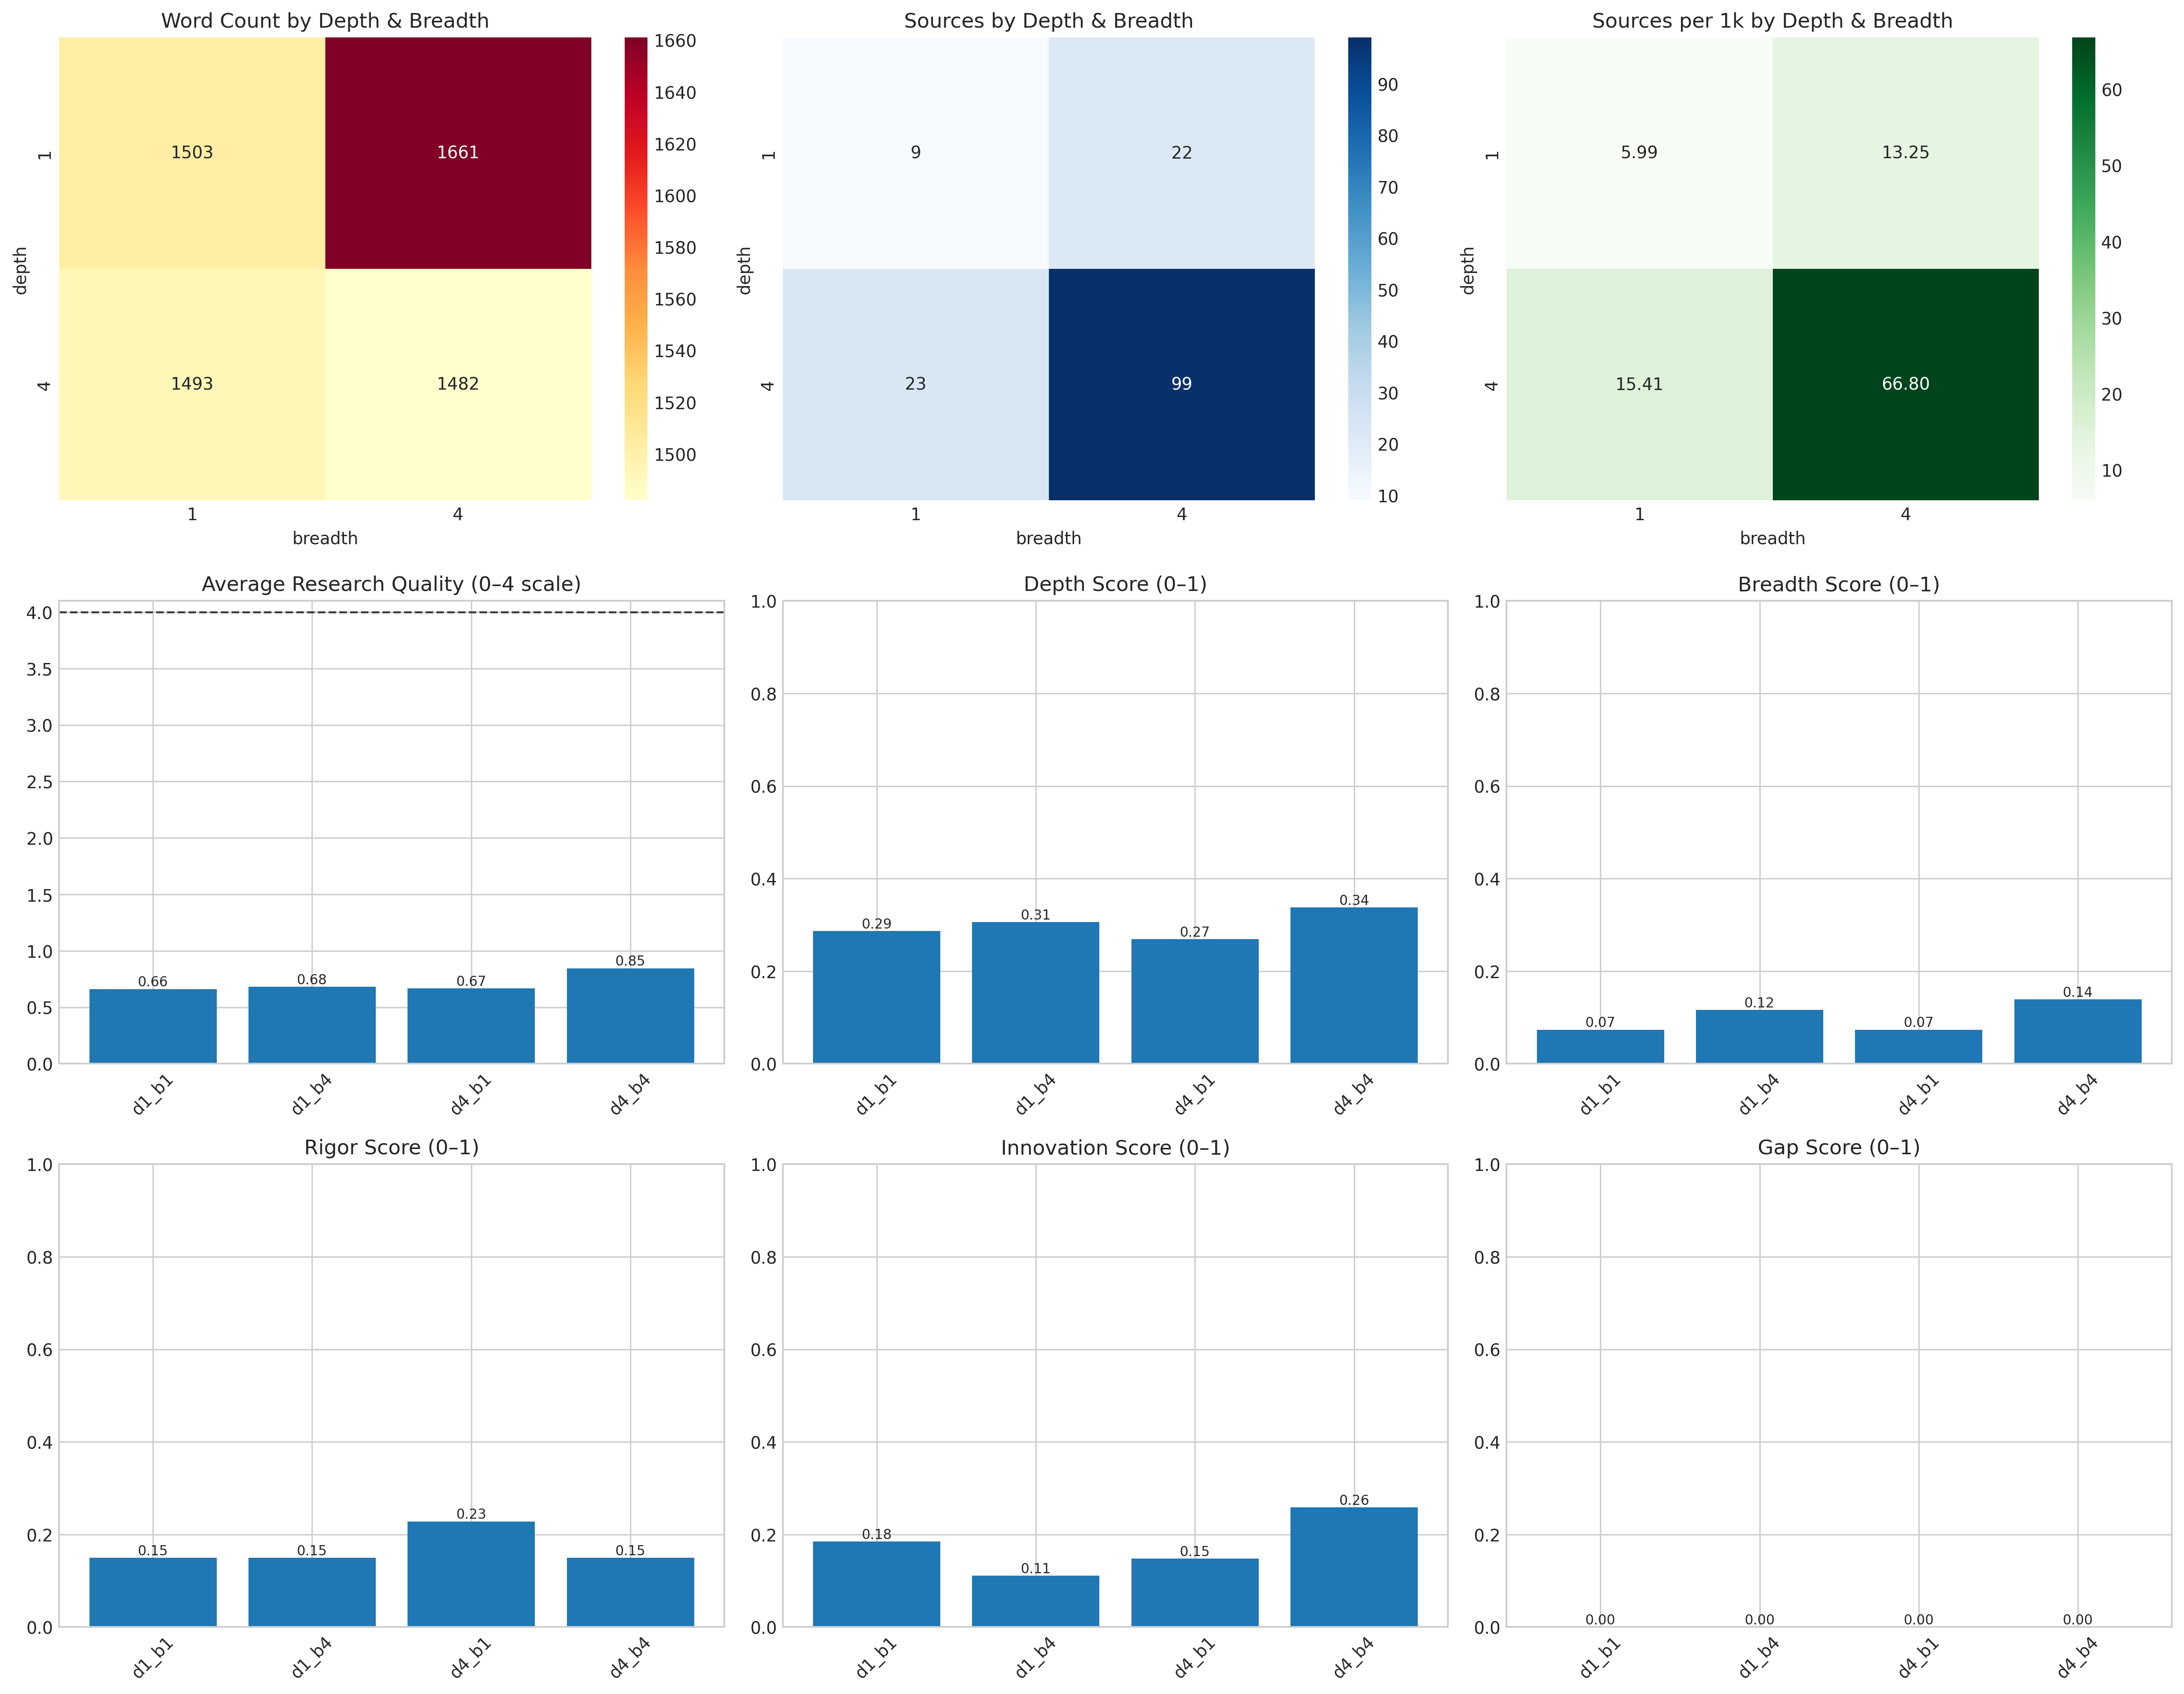 Word Count by Depth & Breadth
1503
1661
1493
1482
1
4
depth
1
4
breadth
1660
1640
1620
1600
1580
1560
1540
1520
1500
Sources by Depth & Breadth
9
22
23
99
1
4
depth
1
4
breadth
90
80
70
60
50
40
30
20
10
Sources per 1k by Depth & Breadth
5.99
13.25
15.41
66.80
1
4
depth
1
4
breadth
60
50
40
30
20
10
Average Research Quality (0–4 scale)
4.0
3.5
3.0
2.5
2.0
1.5
1.0
0.5
0.0
0.66
0.68
0.67
0.85
d1_b1
d1_b4
d4_b1
d4_b4
Depth Score (0–1)
1.0
0.8
0.6
0.4
0.2
0.0
0.29
0.31
0.27
0.34
d1_b1
d1_b4
d4_b1
d4_b4
Breadth Score (0–1)
1.0
0.8
0.6
0.4
0.2
0.0
0.07
0.12
0.07
0.14
d1_b1
d1_b4
d4_b1
d4_b4
Rigor Score (0–1)
1.0
0.8
0.6
0.4
0.2
0.0
0.15
0.15
0.23
0.15
d1_b1
d1_b4
d4_b1
d4_b4
Innovation Score (0–1)
1.0
0.8
0.6
0.4
0.2
0.0
0.18
0.11
0.15
0.26
d1_b1
d1_b4
d4_b1
d4_b4
Gap Score (0–1)
1.0
0.8
0.6
0.4
0.2
0.0
0.00
0.00
0.00
0.00
d1_b1
d1_b4
d4_b1
d4_b4